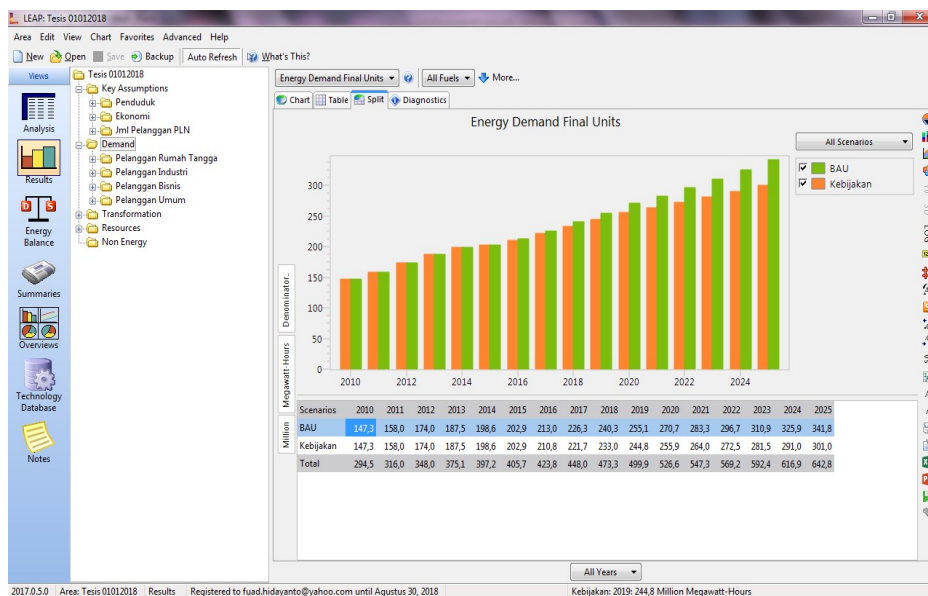 LEAP: Tesis 01012018
Area Edit View Chart Favorites Advanced Help
New Open Save Backup Auto Refresh What's This?
Views
Analysis
Results
Energy
Balance
Summaries
Overviews
Technology
Database
Notes
Tesis 01012018
Key Assumptions
Penduduk
Ekonomi
Jml Pelanggan PLN
Demand
Pelanggan Rumah Tangga
Pelanggan Industri
Pelanggan Bisnis
Pelanggan Umum
Transformation
Resources
Non Energy
Energy Demand Final Units All Fuels More...
Chart Table Split Diagnostics
Energy Demand Final Units
All Scenarios
BAU
Kebijakan
300
250
200
150
100
50
0
2010 2012 2014 2016 2018 2020 2022 2024
Denominator..
Megawatt-Hours
Million
Scenarios 2010 2011 2012 2013 2014 2015 2016 2017 2018 2019 2020 2021 2022 2023 2024 2025
BAU 147,3 158,0 174,0 187,5 198,6 202,9 213,0 226,3 240,3 255,1 270,7 283,3 296,7 310,9 325,9 341,8
Kebijakan 147,3 158,0 174,0 187,5 198,6 202,9 210,8 221,7 233,0 244,8 255,9 264,0 272,5 281,5 291,0 301,0
Total 294,5 316,0 348,0 375,1 397,2 405,7 423,8 448,0 473,3 499,9 526,6 547,3 569,2 592,4 616,9 642,8
All Years
2017.0.5.0 Area: Tesis 01012018 Results Registered to fuad.hidayanto@yahoo.com until Agustus 30, 2018 Kebijakan: 2019: 244,8 Million Megawatt-Hours